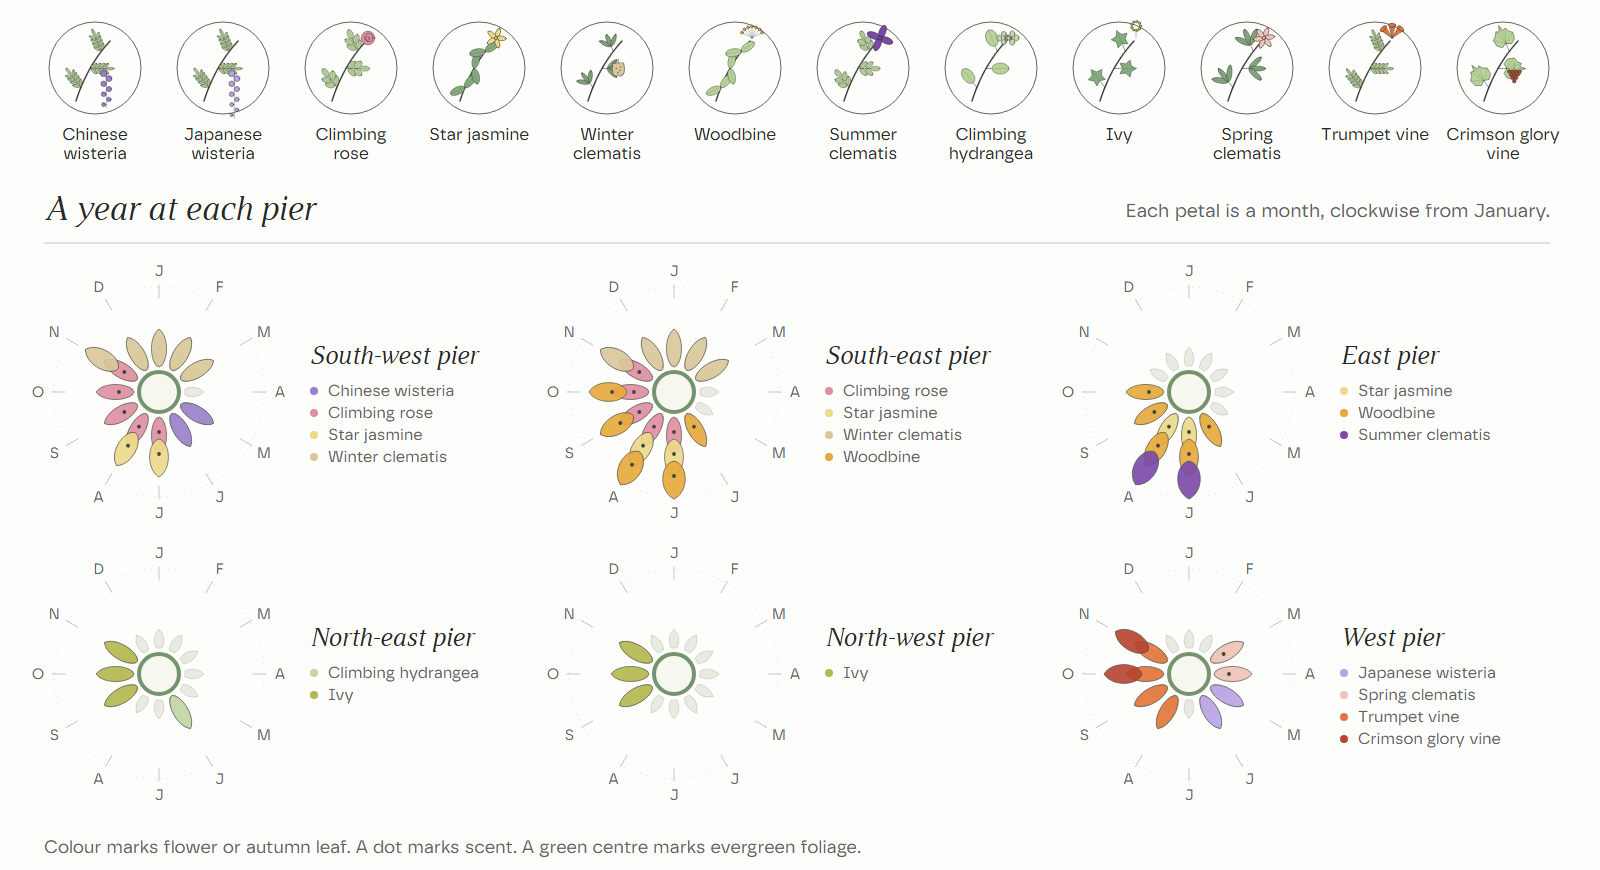 Chinese wisteria
Japanese wisteria
Climbing rose
Star jasmine
Winter clematis
Woodbine
Summer clematis
Climbing hydrangea
Ivy
Spring clematis
Trumpet vine
Crimson glory vine
A year at each pier
Each petal is a month, clockwise from January.
J
F
M
A
M
J
J
A
S
O
N
D
South-west pier
Chinese wisteria
Climbing rose
Star jasmine
Winter clematis
J
F
M
A
M
J
J
A
S
O
N
D
South-east pier
Climbing rose
Star jasmine
Winter clematis
Woodbine
J
F
M
A
M
J
J
A
S
O
N
D
East pier
Star jasmine
Woodbine
Summer clematis
J
F
M
A
M
J
J
A
S
O
N
D
North-east pier
Climbing hydrangea
Ivy
J
F
M
A
M
J
J
A
S
O
N
D
North-west pier
Ivy
J
F
M
A
M
J
J
A
S
O
N
D
West pier
Japanese wisteria
Spring clematis
Trumpet vine
Crimson glory vine
Colour marks flower or autumn leaf. A dot marks scent. A green centre marks evergreen foliage.